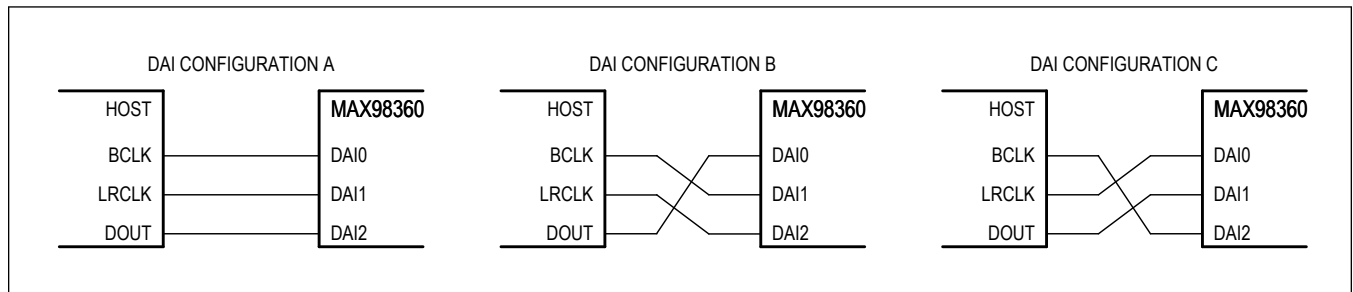 DAI CONFIGURATION A
HOST MAX98360
BCLK DAI0
LRCLK DAI1
DOUT DAI2
DAI CONFIGURATION B
HOST MAX98360
BCLK DAI0
LRCLK DAI1
DOUT DAI2
DAI CONFIGURATION C
HOST MAX98360
BCLK DAI0
LRCLK DAI1
DOUT DAI2